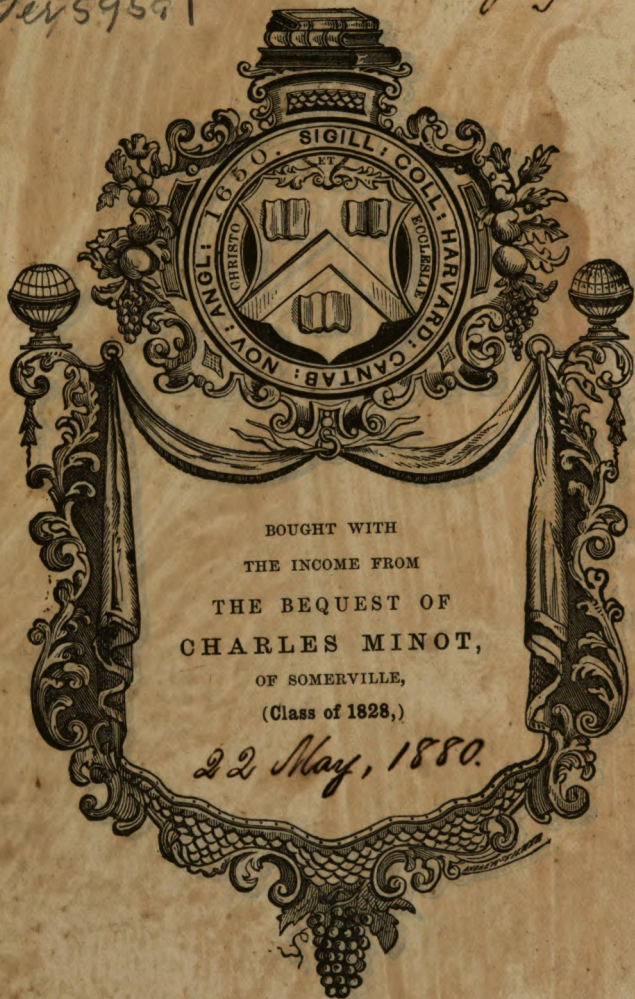 SIGILL: COLL: HARVARD: CANTAB: NOV: ANGL: 1650.
CHRISTO
ET
ECCLESIAE
BOUGHT WITH
THE INCOME FROM
THE BEQUEST OF
CHARLES MINOT,
OF SOMERVILLE,
(Class of 1828,)
22 May, 1880.